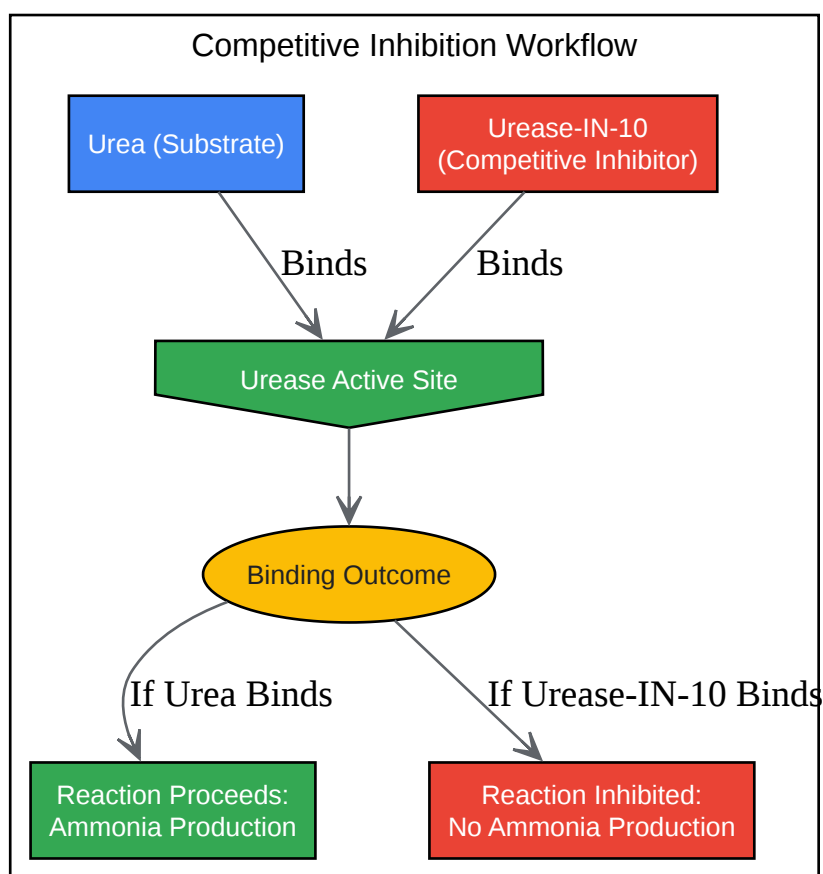 Competitive Inhibition Workflow
Urea (Substrate)
Urease-IN-10
(Competitive Inhibitor)
Binds
Binds
Urease Active Site
Binding Outcome
If Urea Binds
If Urease-IN-10 Binds
Reaction Proceeds:
Ammonia Production
Reaction Inhibited:
No Ammonia Production